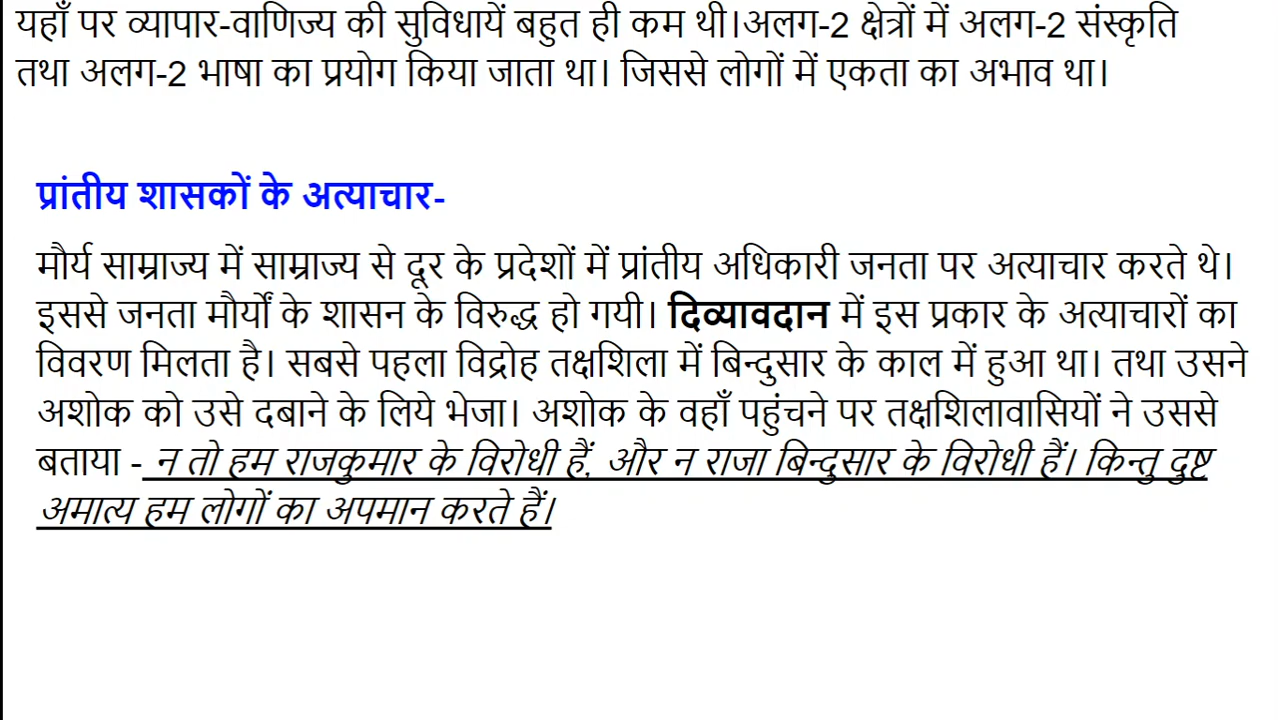 यहाँ पर व्यापार-वाणिज्य की सुविधायें बहुत ही कम थी।अलग-2 क्षेत्रों में अलग-2 संस्कृति
तथा अलग-2 भाषा का प्रयोग किया जाता था। जिससे लोगों में एकता का अभाव था।
प्रांतीय शासकों के अत्याचार-
मौर्य साम्राज्य में साम्राज्य से दूर के प्रदेशों में प्रांतीय अधिकारी जनता पर अत्याचार करते थे।
इससे जनता मौर्यों के शासन के विरुद्ध हो गयी। दिव्यावदान में इस प्रकार के अत्याचारों का
विवरण मिलता है। सबसे पहला विद्रोह तक्षशिला में बिन्दुसार के काल में हुआ था। तथा उसने
अशोक को उसे दबाने के लिये भेजा। अशोक के वहाँ पहुंचने पर तक्षशिलावासियों ने उससे
बताया - न तो हम राजकुमार के विरोधी हैं, और न राजा बिन्दुसार के विरोधी हैं। किन्तु दुष्ट
अमात्य हम लोगों का अपमान करते हैं।